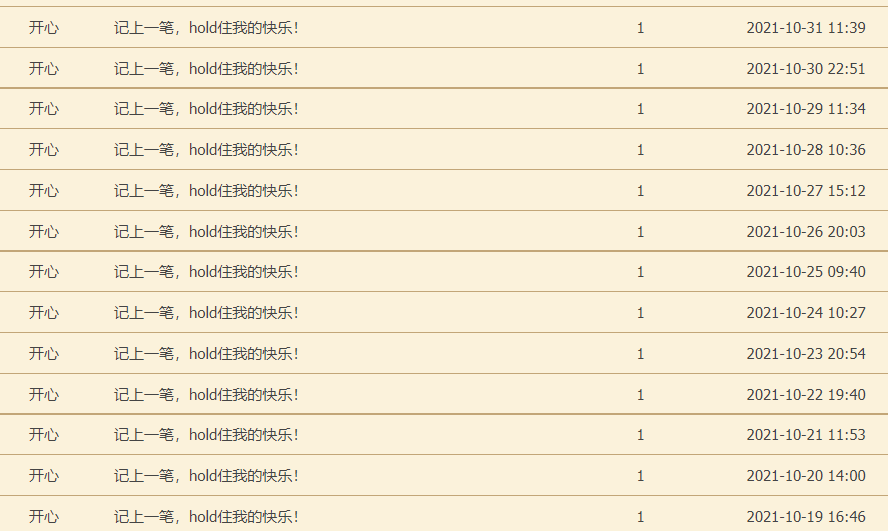 开心 记上一笔，hold住我的快乐！ 1 2021-10-31 11:39
开心 记上一笔，hold住我的快乐！ 1 2021-10-30 22:51
开心 记上一笔，hold住我的快乐！ 1 2021-10-29 11:34
开心 记上一笔，hold住我的快乐！ 1 2021-10-28 10:36
开心 记上一笔，hold住我的快乐！ 1 2021-10-27 15:12
开心 记上一笔，hold住我的快乐！ 1 2021-10-26 20:03
开心 记上一笔，hold住我的快乐！ 1 2021-10-25 09:40
开心 记上一笔，hold住我的快乐！ 1 2021-10-24 10:27
开心 记上一笔，hold住我的快乐！ 1 2021-10-23 20:54
开心 记上一笔，hold住我的快乐！ 1 2021-10-22 19:40
开心 记上一笔，hold住我的快乐！ 1 2021-10-21 11:53
开心 记上一笔，hold住我的快乐！ 1 2021-10-20 14:00
开心 记上一笔，hold住我的快乐！ 1 2021-10-19 16:46